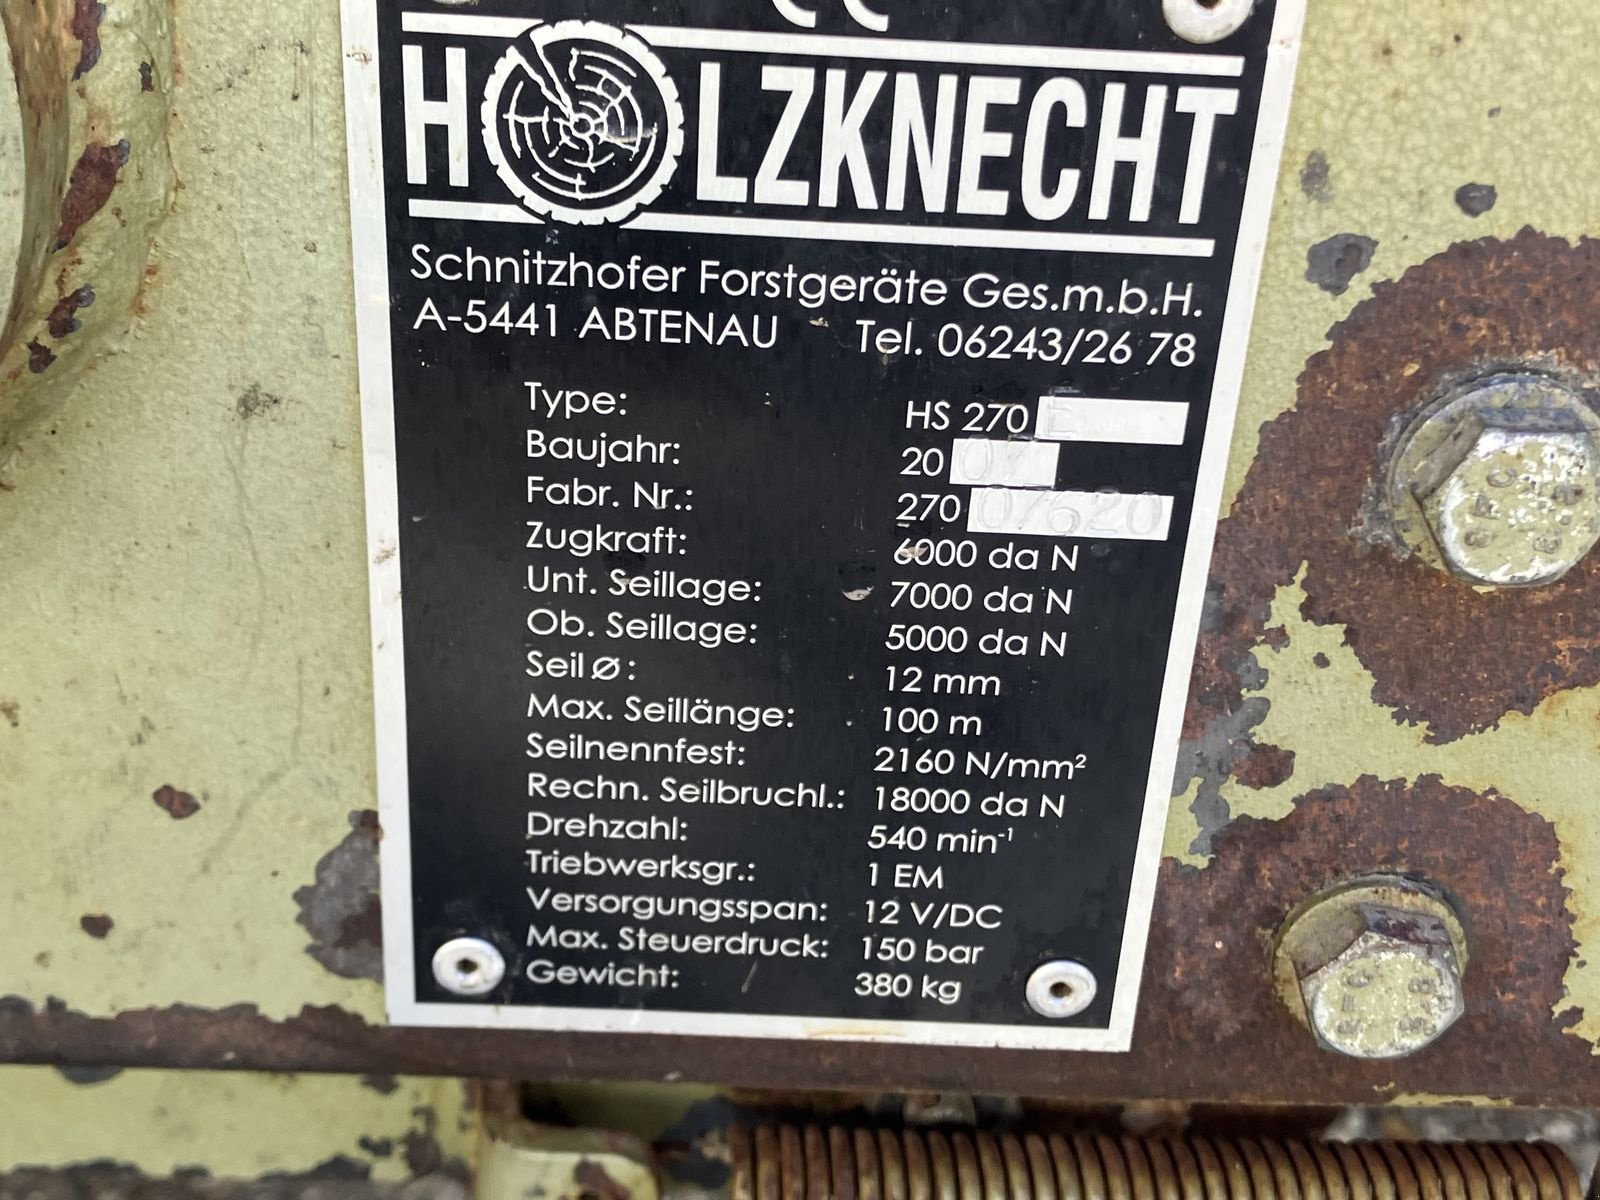 HOLZKNECHT
Schnitzhofer Forstgeräte Ges.m.b.H.
A-5441 ABTENAU Tel. 06243/26 78
Type: HS 270 E
Baujahr: 20
Fabr. Nr.: 270
Zugkraft: 6000 da N
Unt. Seillage: 7000 da N
Ob. Seillage: 5000 da N
Seil ⌀: 12 mm
Max. Seillänge: 100 m
Seilnennfest: 2160 N/mm²
Rechn. Seilbruchl.: 18000 da N
Drehzahl: 540 min⁻¹
Triebwerksgr.: 1 EM
Versorgungsspan: 12 V/DC
Max. Steuerdruck: 150 bar
Gewicht: 380 kg